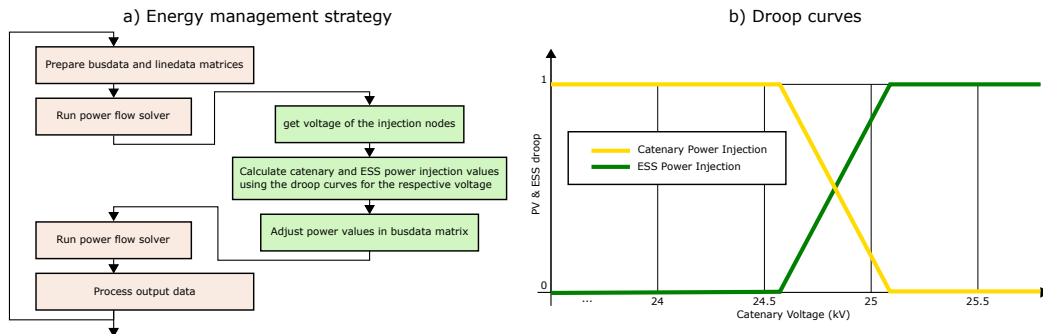 a) Energy management strategy
Prepare busdata and linedata matrices
Run power flow solver
get voltage of the injection nodes
Calculate catenary and ESS power injection values
using the droop curves for the respective voltage
Adjust power values in busdata matrix
Run power flow solver
Process output data
b) Droop curves
1
PV & ESS droop
0
Catenary Power Injection
ESS Power Injection
...
24
24.5
25
25.5
Catenary Voltage (kV)